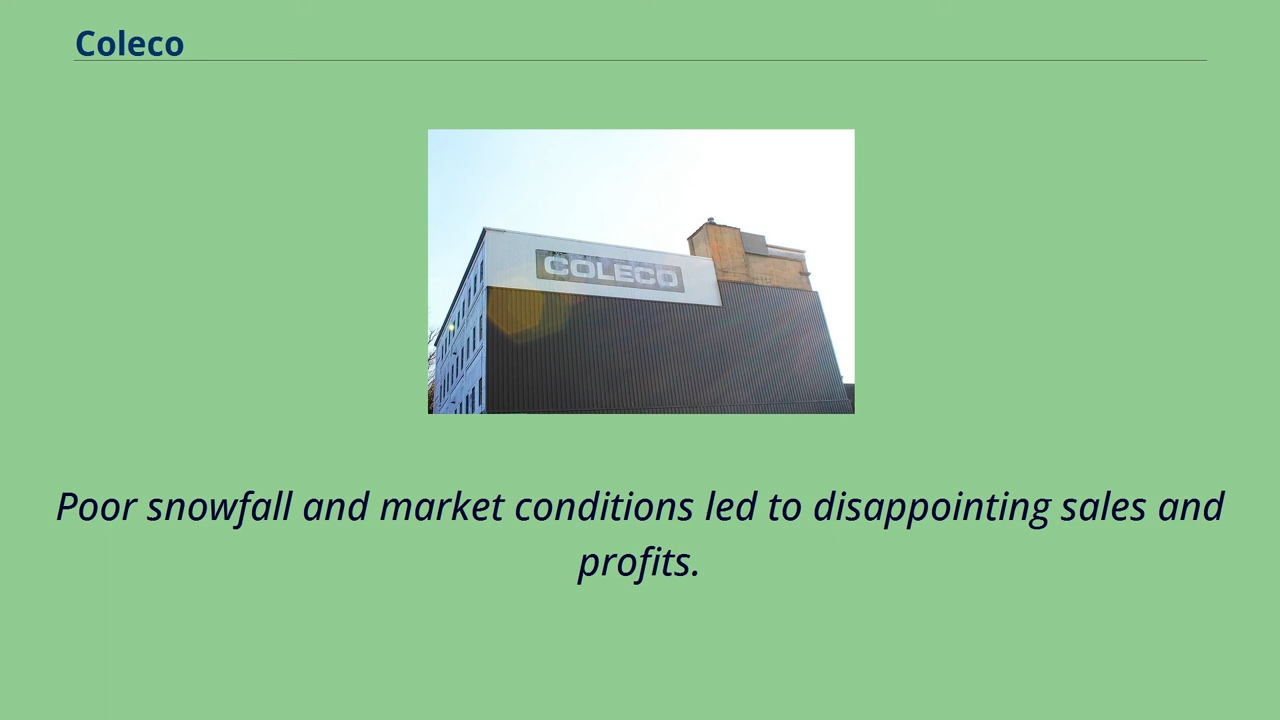 Coleco
COLECO
Poor snowfall and market conditions led to disappointing sales and
profits.